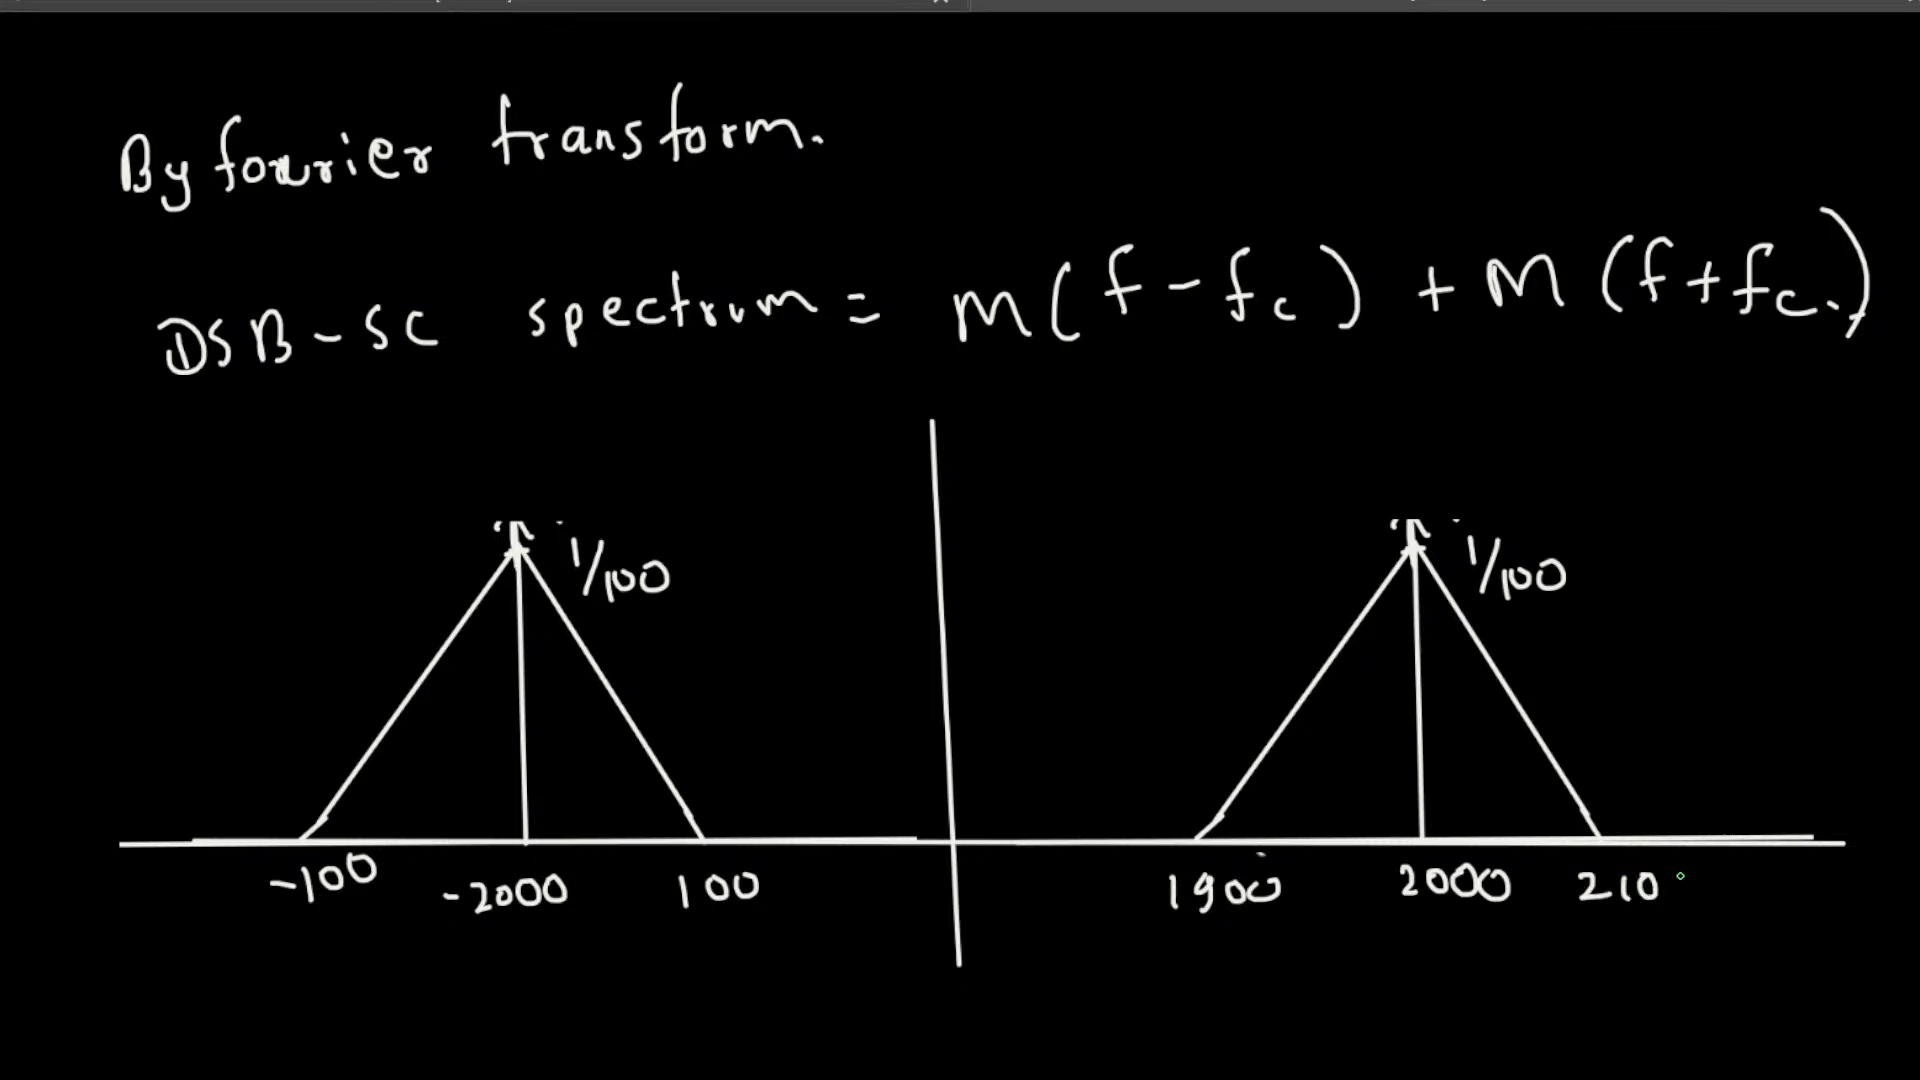 By fourier transform.
DSB-SC spectrum = M(f-fc) + M(f+fc.)
1/100 1/100
-100 -2000 100 1900 2000 210